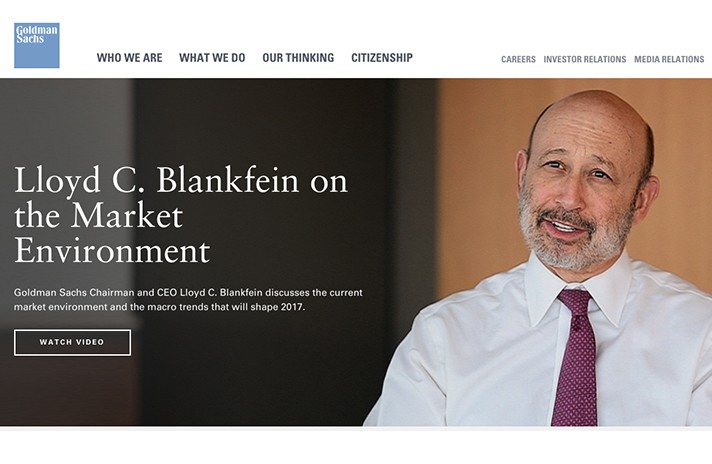 Goldman
Sachs
WHO WE ARE WHAT WE DO OUR THINKING CITIZENSHIP
CAREERS INVESTOR RELATIONS MEDIA RELATIONS
Lloyd C. Blankfein on
the Market
Environment
Goldman Sachs Chairman and CEO Lloyd C. Blankfein discusses the current
market environment and the macro trends that will shape 2017.
WATCH VIDEO